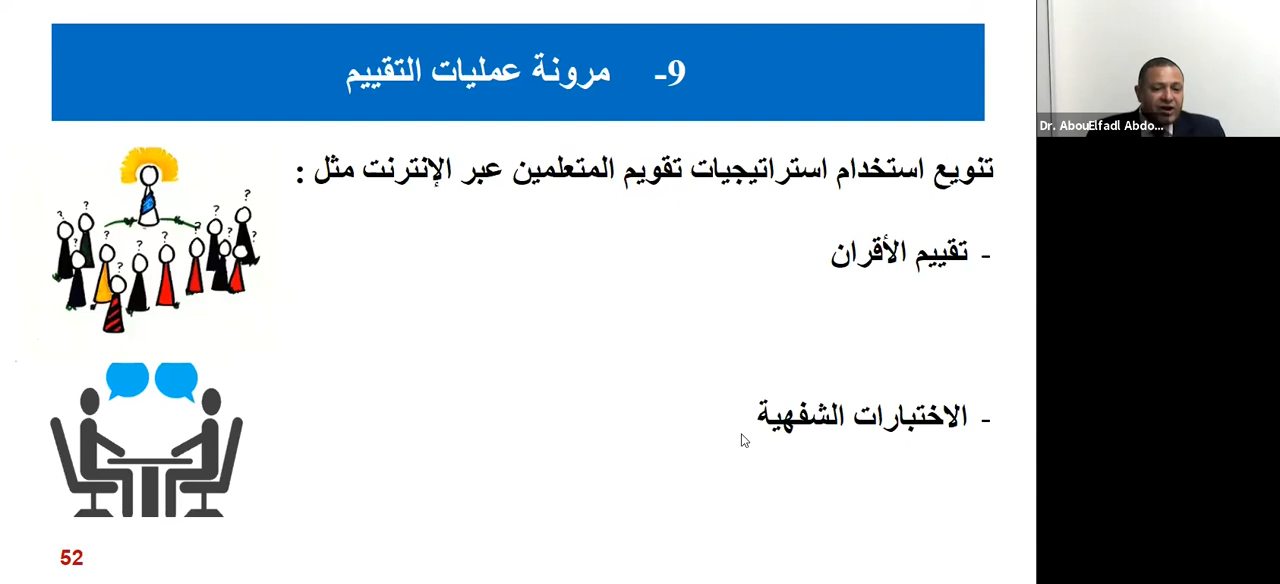 9- مرونة عمليات التقييم
Dr. AbouElfadl Abdo...
تنويع استخدام استراتيجيات تقويم المتعلمين عبر الإنترنت مثل :
- تقييم الأقران
? ? ? ? ? ? ? ? ? ? ?
- الاختبارات الشفهية
52